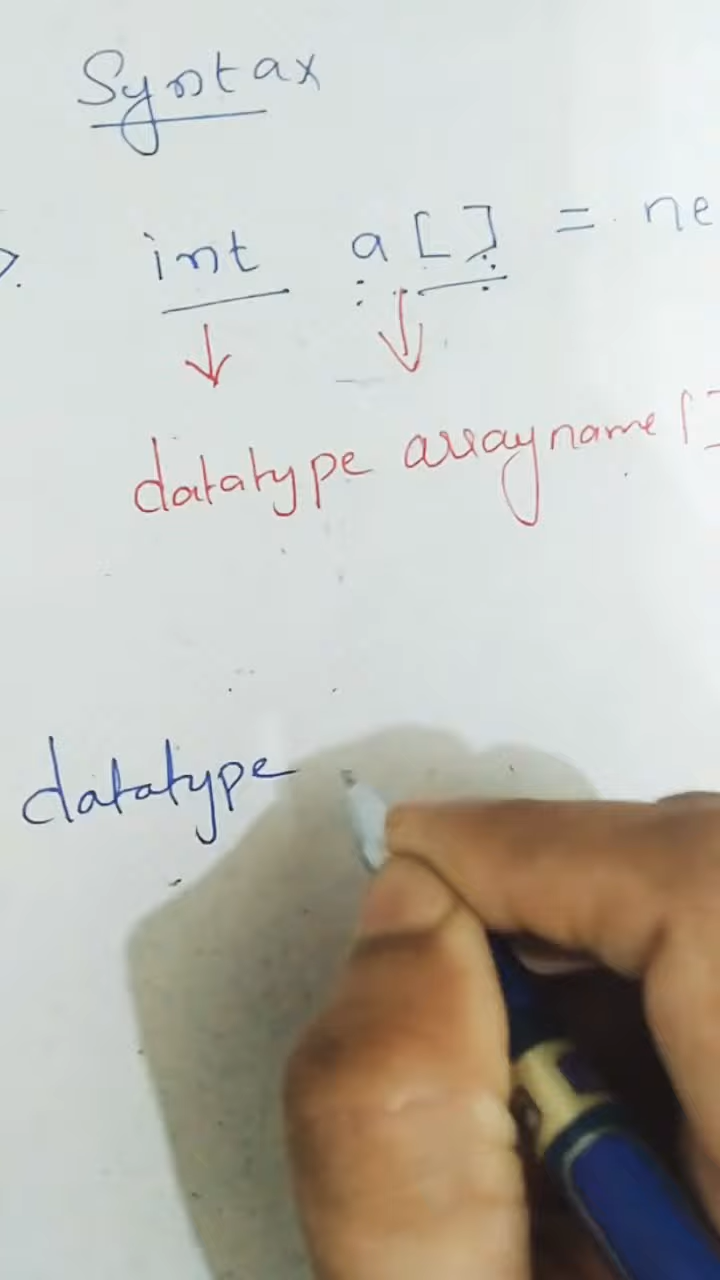 Syntax
int a[] = ne
datatype arrayname []
datatype